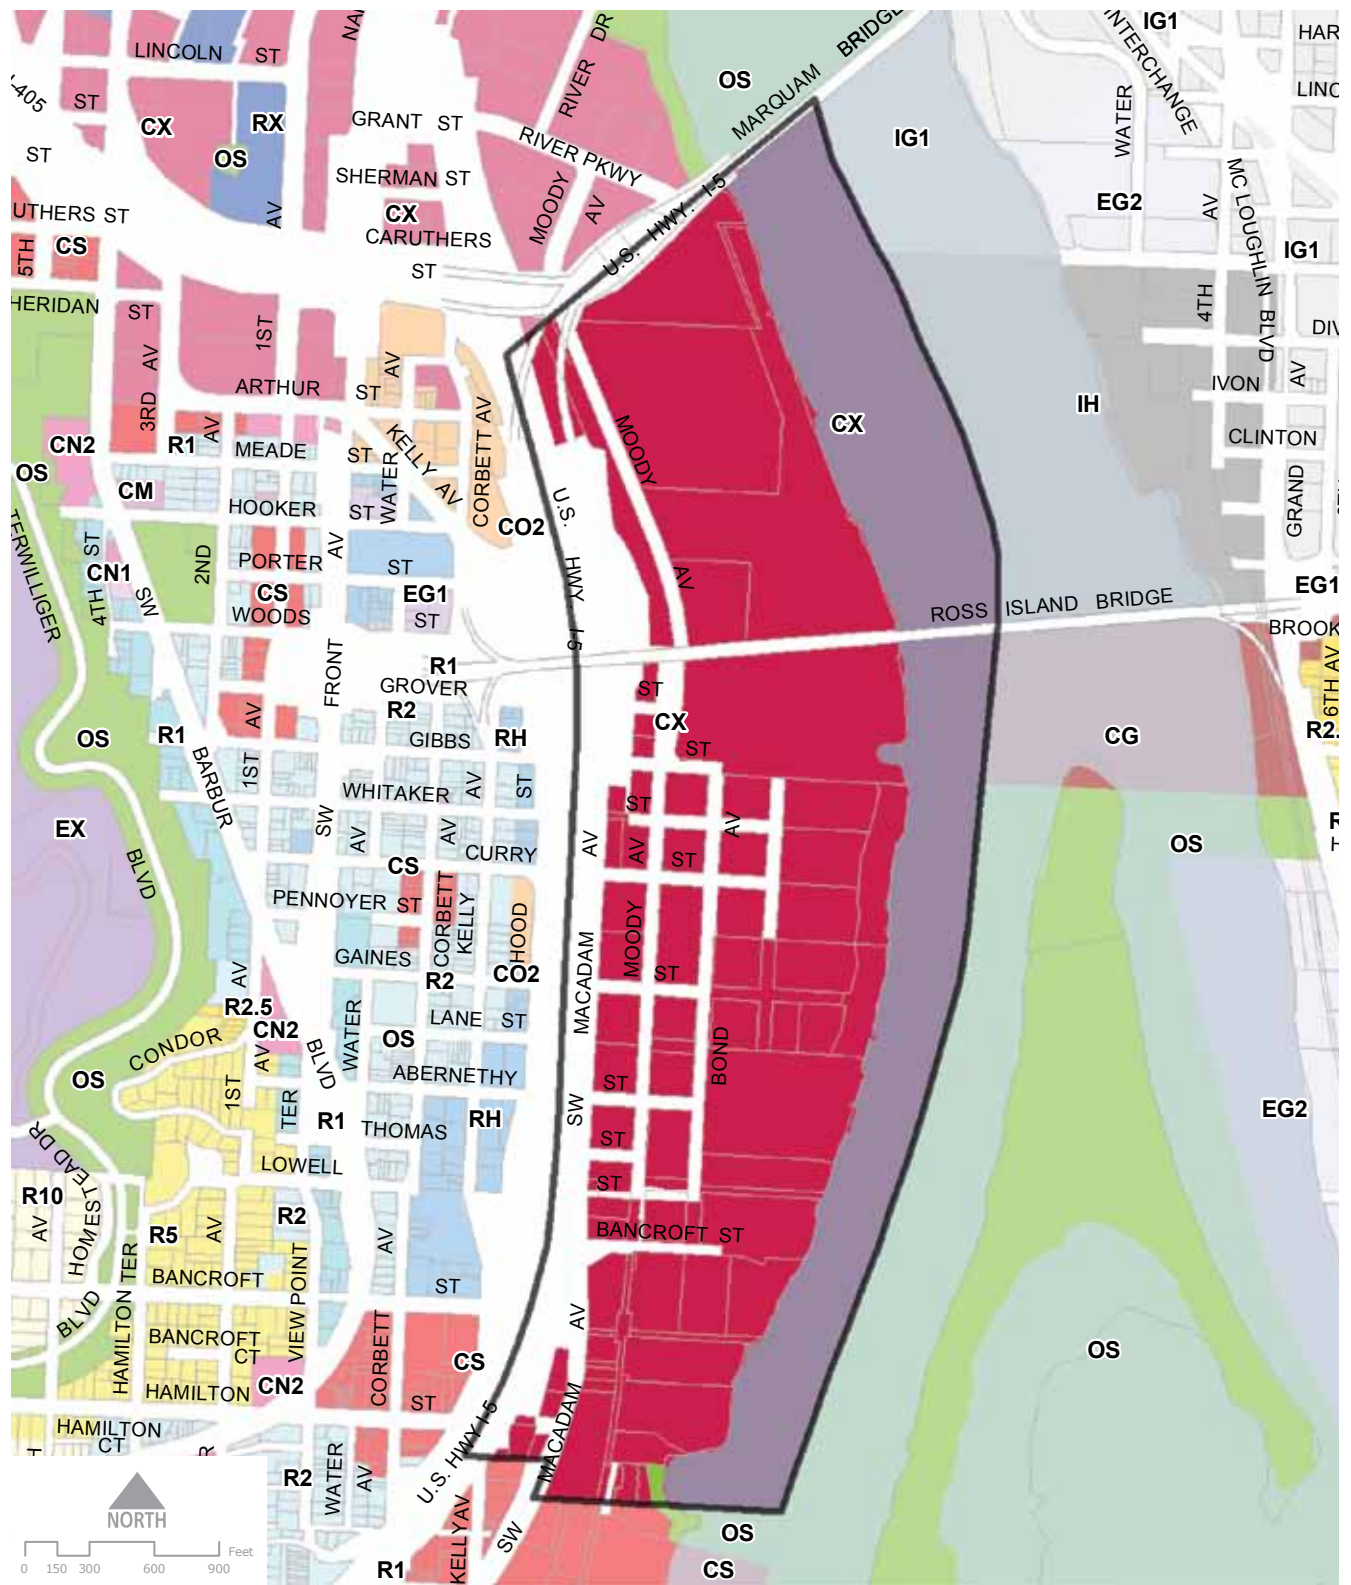 LINCOLN ST
NAI
RIVER DR
MARQUAM BRIDGE
INTERCHANGE
IG1
HAR
LINC
I-405
ST
CX
RX
OS
GRANT ST
RIVER PKWY
OS
IG1
WATER
ST
OS
SHERMAN ST
MOODY AV
U.S. HWY. I-5
EG2
AV
MC LOUGHLIN BLVD
UTHERS ST
AV
CX
CARUTHERS
ST
5TH
CS
IG1
HERIDAN
ST
1ST
4TH
DIV
3RD AV
ARTHUR ST
AV
CORBETT AV
IVON
AV
CX
IH
CN2
R1
AV
MEADE
ST
KELLY AV
MOODY
AV
CLINTON
OS
CM
HOOKER
ST
WATER
CO2
U.S. HWY. I-5
GRAND
TERWILLIGER
BLVD
ST
4TH
CN1
SW
2ND
PORTER
AV
ST
CS
WOODS
EG1
ST
EG1
ROSS ISLAND BRIDGE
BROOK
6TH AV
FRONT
R1
GROVER
ST
R2
AV
CX
OS
R1
BARBUR
1ST
GIBBS
RH
ST
CG
R2.
WHITAKER
AV
ST
ST
EX
SW
AV
AV
CURRY
AV
AV
ST
AV
OS
R
H
CS
PENNOYER
ST
CORBETT
KELLY
HOOD
MOODY
AV
GAINES
R2
CO2
MACADAM
ST
R2.5
CN2
WATER
LANE
ST
BOND
CONDOR
AV
BLVD
OS
OS
ABERNETHY
ST
1ST
TER
R1
THOMAS
RH
SW
EG2
HOMESTEAD DR
ST
LOWELL
ST
R10
AV
R5
AV
R2
AV
BANCROFT ST
BLVD
HAMILTON TER
BANCROFT
VIEW POINT
ST
AV
BANCROFT
CT
CORBETT
CS
OS
HAMILTON
CN2
ST
HAMILTON
CT
U.S. HWY I-5
MACADAM
R2
WATER
AV
NORTH
KELLY AV
SW
OS
R1
CS
Feet
0 150 300 600 900